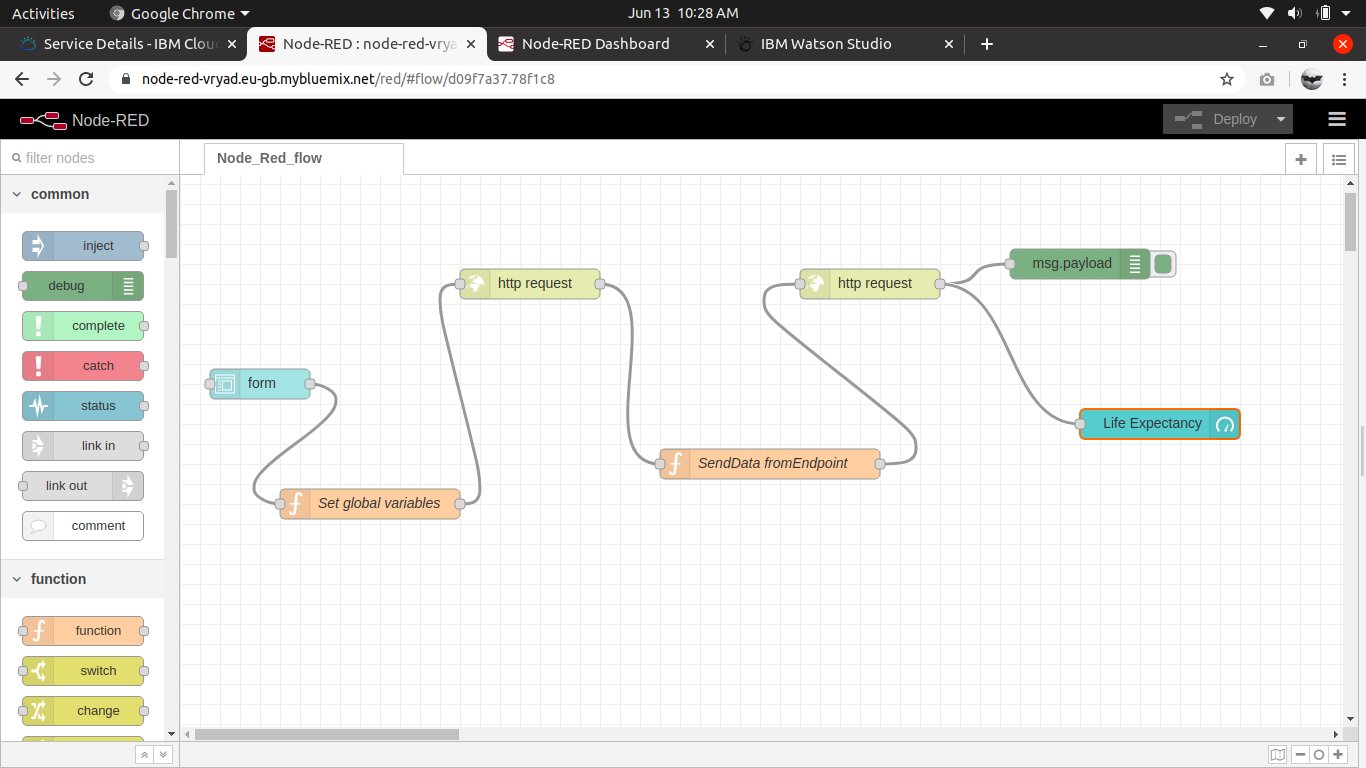 Activities
Google Chrome
Jun 13 10:28 AM
Service Details - IBM Clou
Node-RED : node-red-vrya
Node-RED Dashboard
IBM Watson Studio
node-red-vryad.eu-gb.mybluemix.net/red/#flow/d09f7a37.78f1c8
Node-RED
Deploy
filter nodes
Node_Red_flow
common
inject
debug
complete
catch
status
link in
link out
comment
function
function
switch
change
form
Set global variables
http request
SendData fromEndpoint
http request
msg.payload
Life Expectancy